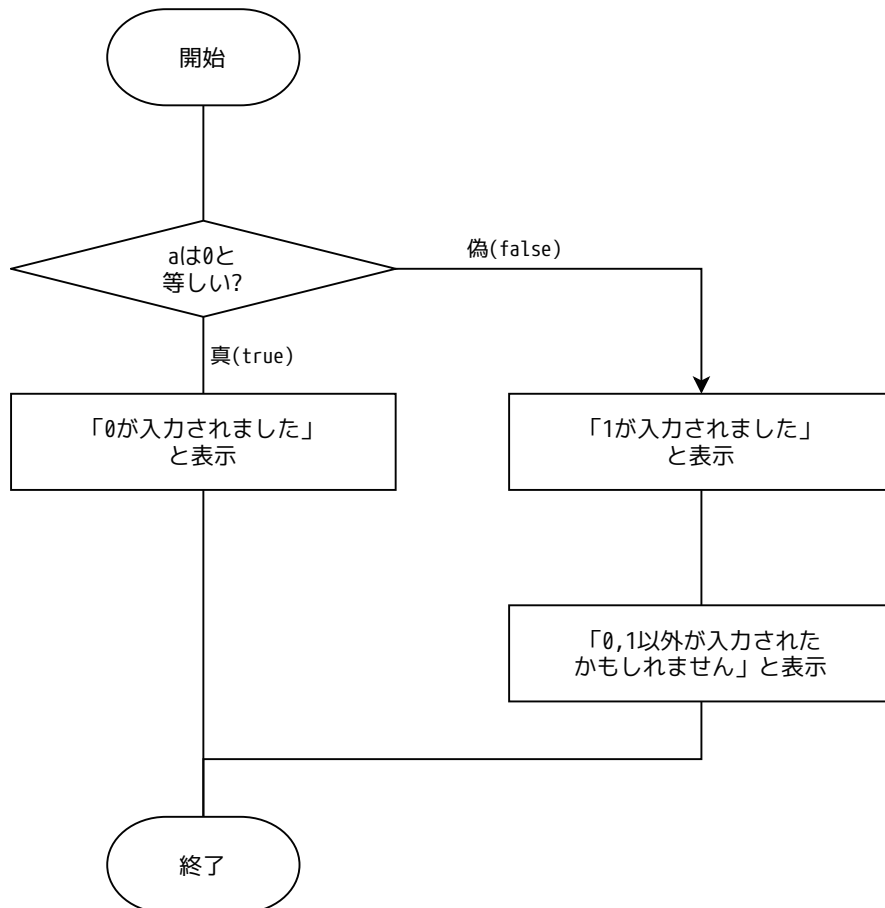 開始
aは0と
等しい?
偽(false)
真(true)
「0が入力されました」
と表示
「1が入力されました」
と表示
「0,1以外が入力された
かもしれません」と表示
終了